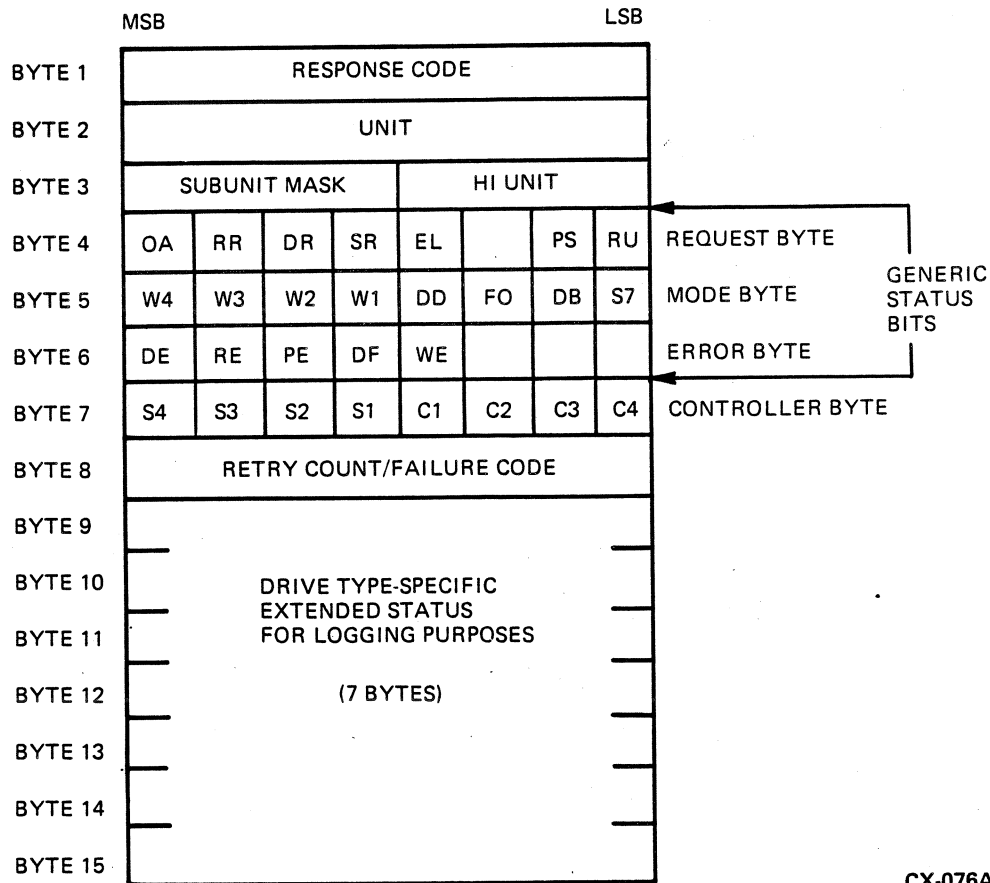 MSB LSB
BYTE 1 RESPONSE CODE
BYTE 2 UNIT
BYTE 3 SUBUNIT MASK HI UNIT
BYTE 4 OA RR DR SR EL PS RU REQUEST BYTE
BYTE 5 W4 W3 W2 W1 DD FO DB S7 MODE BYTE
BYTE 6 DE RE PE DF WE ERROR BYTE
GENERIC
STATUS
BITS
BYTE 7 S4 S3 S2 S1 C1 C2 C3 C4 CONTROLLER BYTE
BYTE 8 RETRY COUNT/FAILURE CODE
BYTE 9
BYTE 10 DRIVE TYPE-SPECIFIC
EXTENDED STATUS
BYTE 11 FOR LOGGING PURPOSES
BYTE 12 (7 BYTES)
BYTE 13
BYTE 14
BYTE 15
CX-076A